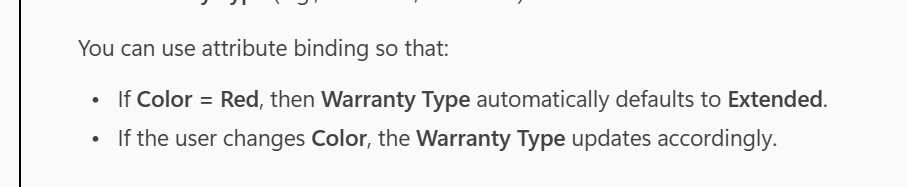 You can use attribute binding so that:
• If Color = Red, then Warranty Type automatically defaults to Extended.
• If the user changes Color, the Warranty Type updates accordingly.